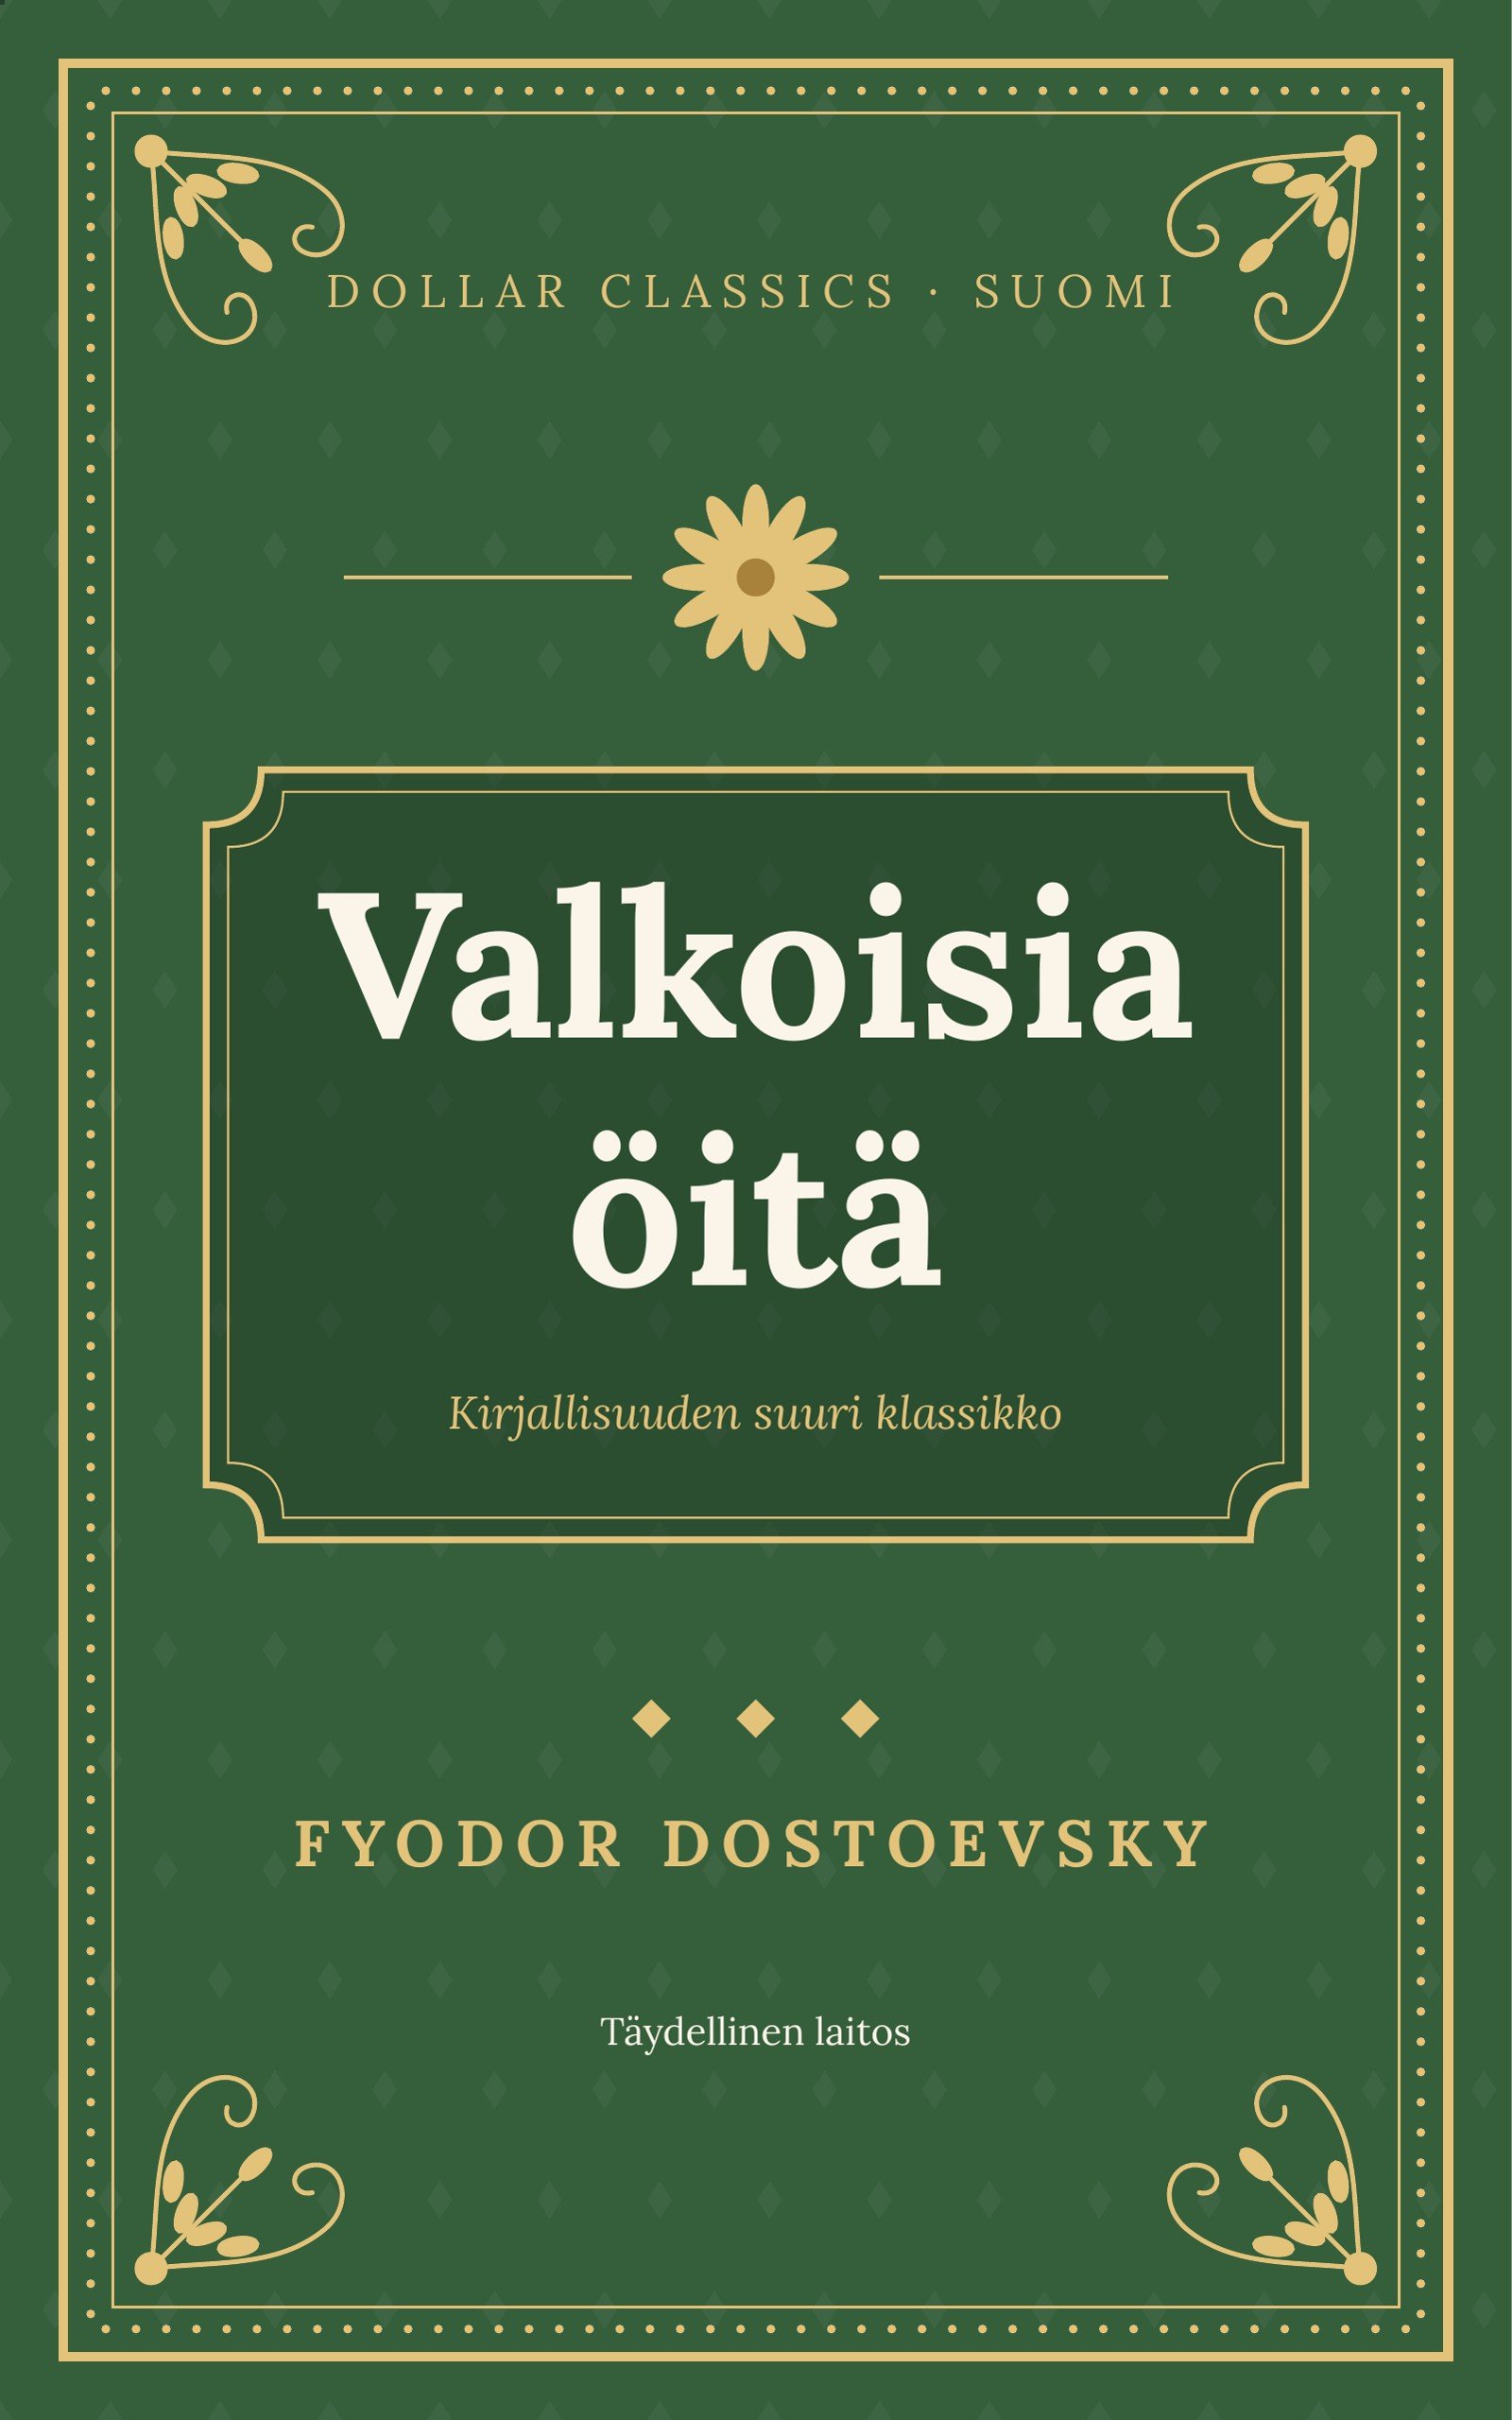 DOLLAR CLASSICS · SUOMI
Valkoisia
öitä
Kirjallisuuden suuri klassikko
FYODOR DOSTOEVSKY
Täydellinen laitos